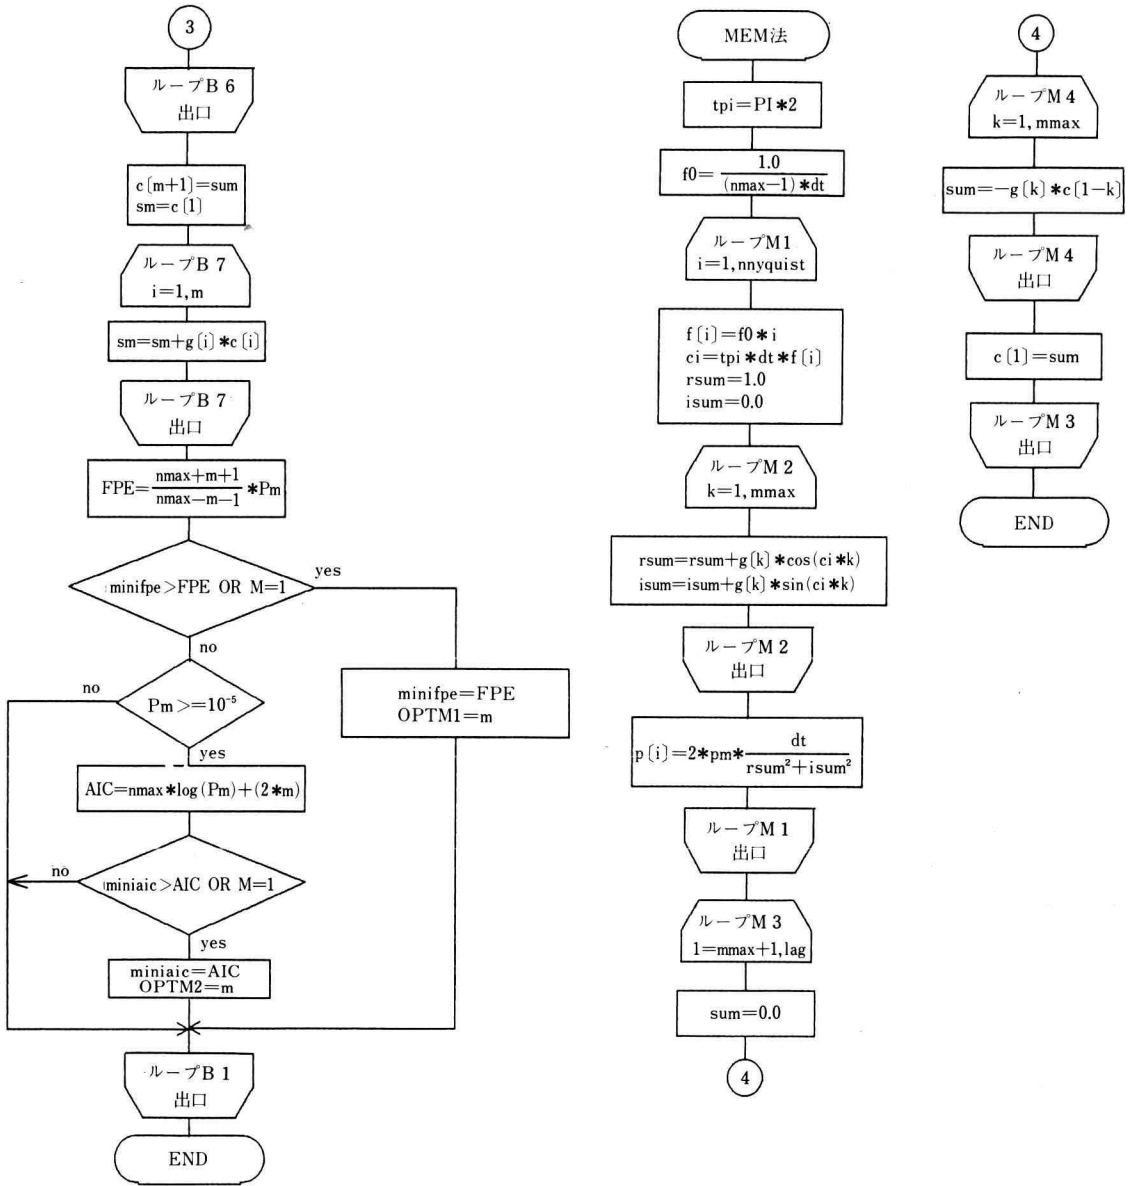 3
ループB 6
出口
c〔m+1〕=sum
sm=c〔1〕
ループB 7
i=1,m
sm=sm+g〔i〕*c〔i〕
ループB 7
出口
FPE=
nmax+m+1
nmax−m−1
*Pm
minifpe>FPE OR M=1
yes
no
minifpe=FPE
OPTM1=m
Pm>=10⁻⁵
no
yes
AIC=nmax*log(Pm)+(2*m)
miniaic>AIC OR M=1
no
yes
miniaic=AIC
OPTM2=m
ループB 1
出口
END
MEM法
tpi=PI*2
f0=
1.0
(nmax−1)*dt
ループM1
i=1,nnyquist
f〔i〕=f0*i
ci=tpi*dt*f〔i〕
rsum=1.0
isum=0.0
ループM 2
k=1,mmax
rsum=rsum+g〔k〕*cos(ci*k)
isum=isum+g〔k〕*sin(ci*k)
ループM 2
出口
p〔i〕=2*pm*
dt
rsum²+isum²
ループM 1
出口
ループM 3
1=mmax+1,lag
sum=0.0
4
4
ループM 4
k=1,mmax
sum=−g〔k〕*c〔1−k〕
ループM 4
出口
c〔1〕=sum
ループM 3
出口
END